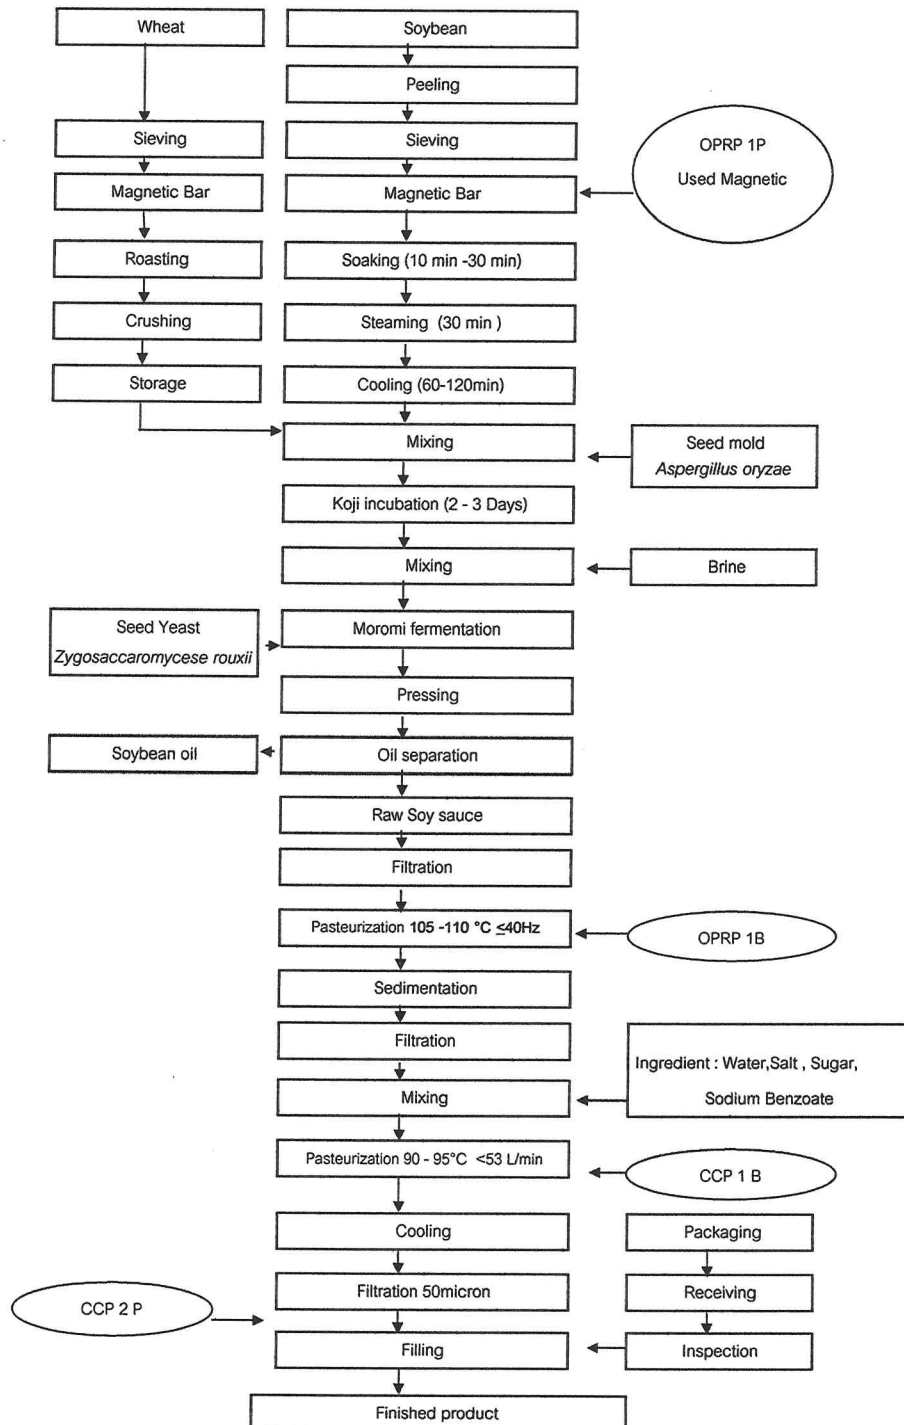 Wheat
Soybean
Peeling
Sieving
Sieving
OPRP 1P
Used Magnetic
Magnetic Bar
Magnetic Bar
Roasting
Soaking (10 min -30 min)
Crushing
Steaming (30 min )
Storage
Cooling (60-120min)
Mixing
Seed mold
Aspergillus oryzae
Koji incubation (2 - 3 Days)
Mixing
Brine
Seed Yeast
Zygosaccaromycese rouxii
Moromi fermentation
Pressing
Soybean oil
Oil separation
Raw Soy sauce
Filtration
Pasteurization 105 -110 °C ≤40Hz
OPRP 1B
Sedimentation
Filtration
Ingredient : Water,Salt , Sugar,
Sodium Benzoate
Mixing
Pasteurization 90 - 95°C <53 L/min
CCP 1 B
Cooling
Packaging
Filtration 50micron
Receiving
CCP 2 P
Filling
Inspection
Finished product